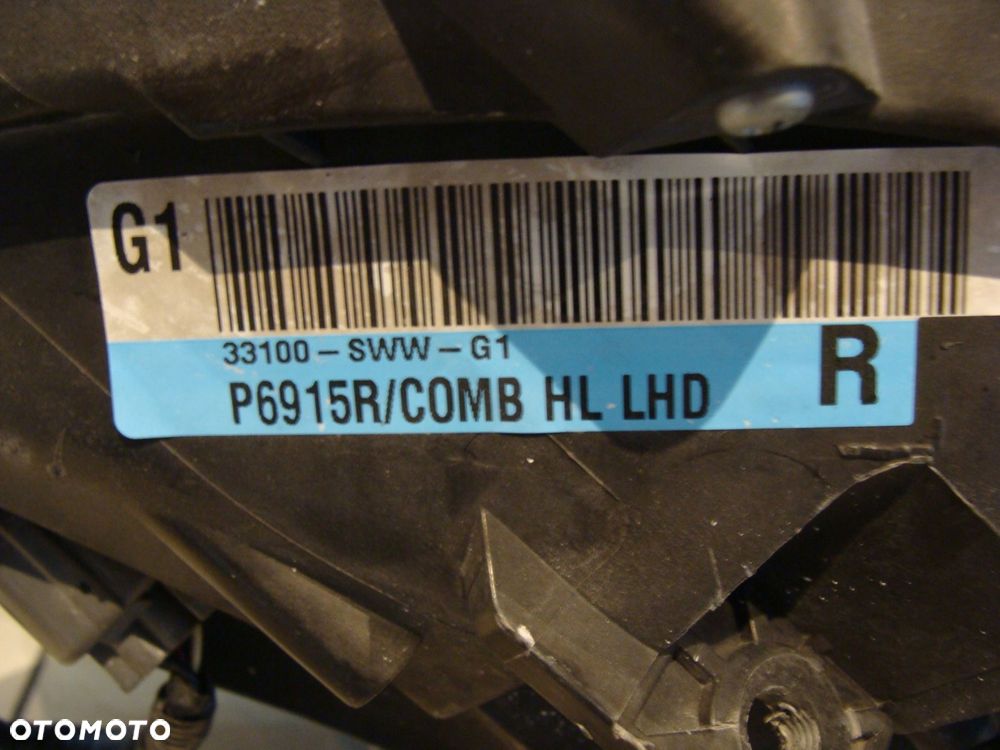 G1
33100-SWW-G1
P6915R/COMB HL LHD
R
OTOMOTO